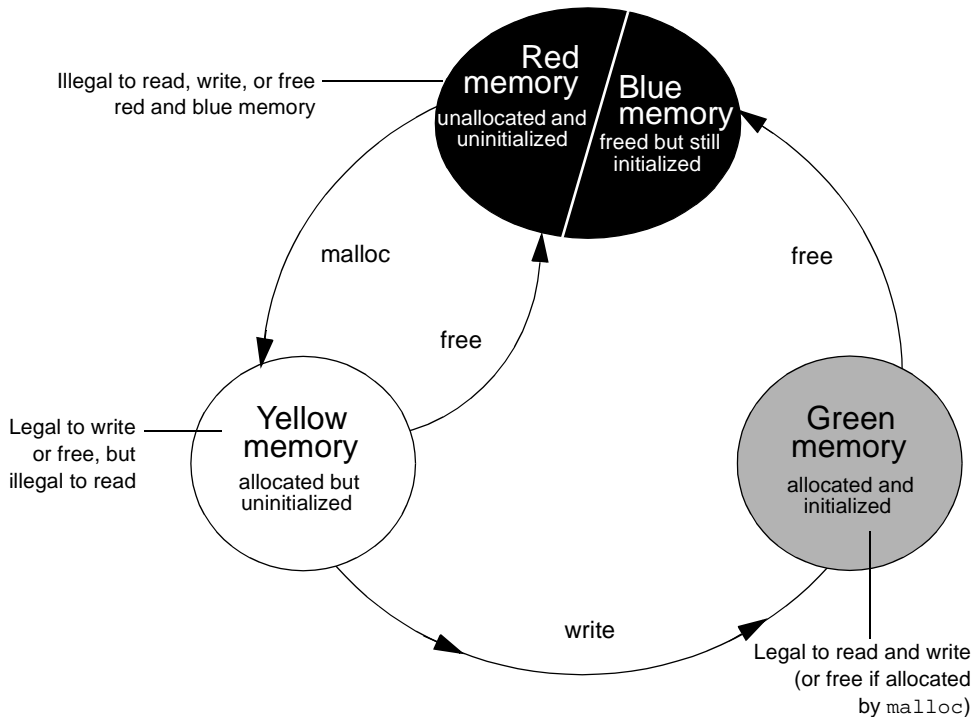 Illegal to read, write, or free
red and blue memory
Red
memory
unallocated and
uninitialized
Blue
memory
freed but still
initialized
malloc
free
free
Legal to write
or free, but
illegal to read
Yellow
memory
allocated but
uninitialized
Green
memory
allocated and
initialized
write
Legal to read and write
(or free if allocated
by malloc)